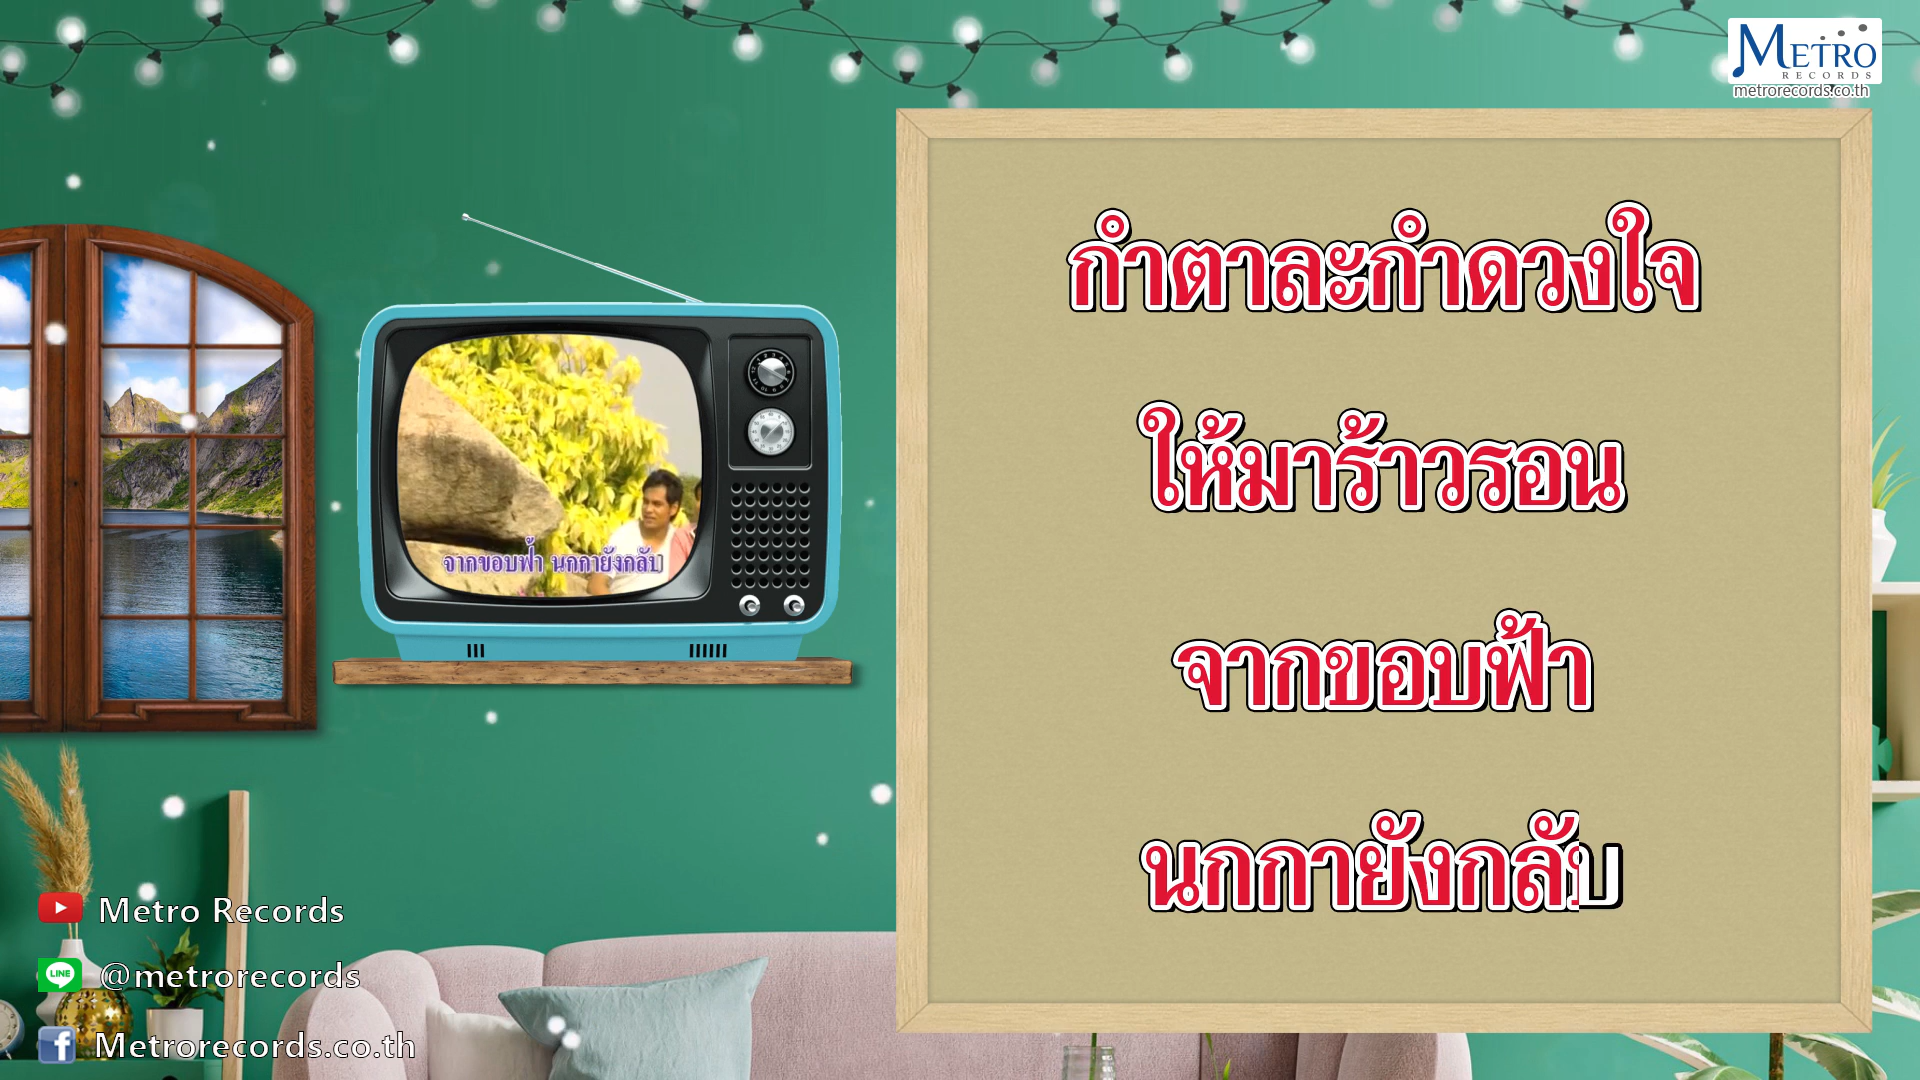 METRO
RECORDS
metrorecords.co.th
กำตาละกำดวงใจ
ให้มาร้าวรอน
จากขอบฟ้า
นกกายังกลับ
จากขอบฟ้า นกกายังกลับ
Metro Records
LINE @metrorecords
Metrorecords.co.th